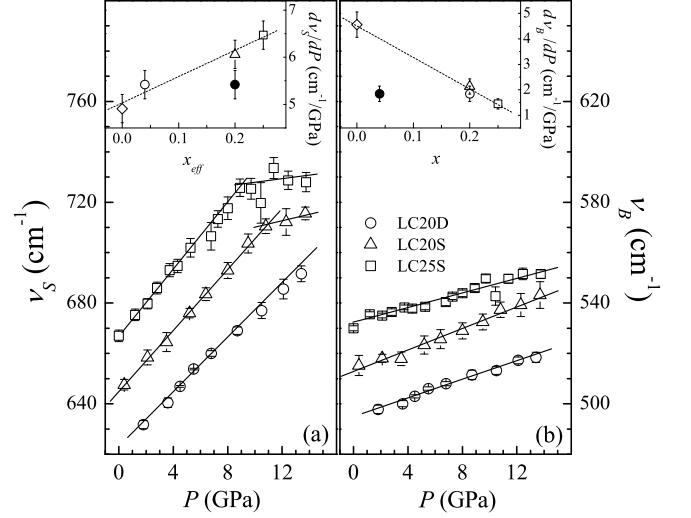 7
6
5
dν_S/dP (cm⁻¹/GPa)
0.0 0.1 0.2
x_eff
5
4
3
2
1
dν_B/dP (cm⁻¹/GPa)
0.0 0.1 0.2
x
760
720
680
640
ν_S (cm⁻¹)
620
580
540
500
ν_B (cm⁻¹)
LC20D
LC20S
LC25S
(a)
(b)
0 4 8 12
P (GPa)
0 4 8 12
P (GPa)